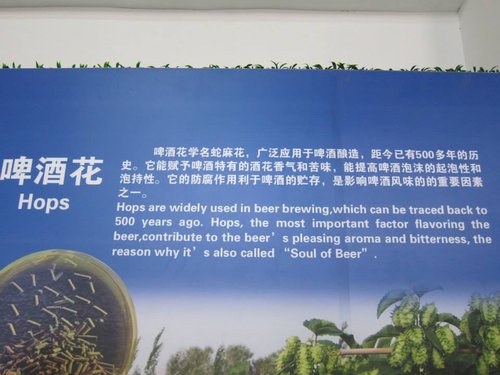 啤酒花
Hops
啤酒花学名蛇麻花，广泛应用于啤酒酿造，距今已有500多年的历
史。它能赋予啤酒特有的酒花香气和苦味，能提高啤酒泡沫的起泡性和
泡持性。它的防腐作用利于啤酒的贮存，是影响啤酒风味的的重要因素
之一。
Hops are widely used in beer brewing,which can be traced back to
500 years ago. Hops, the most important factor flavoring the
beer,contribute to the beer's pleasing aroma and bitterness, the
reason why it's also called “Soul of Beer”.